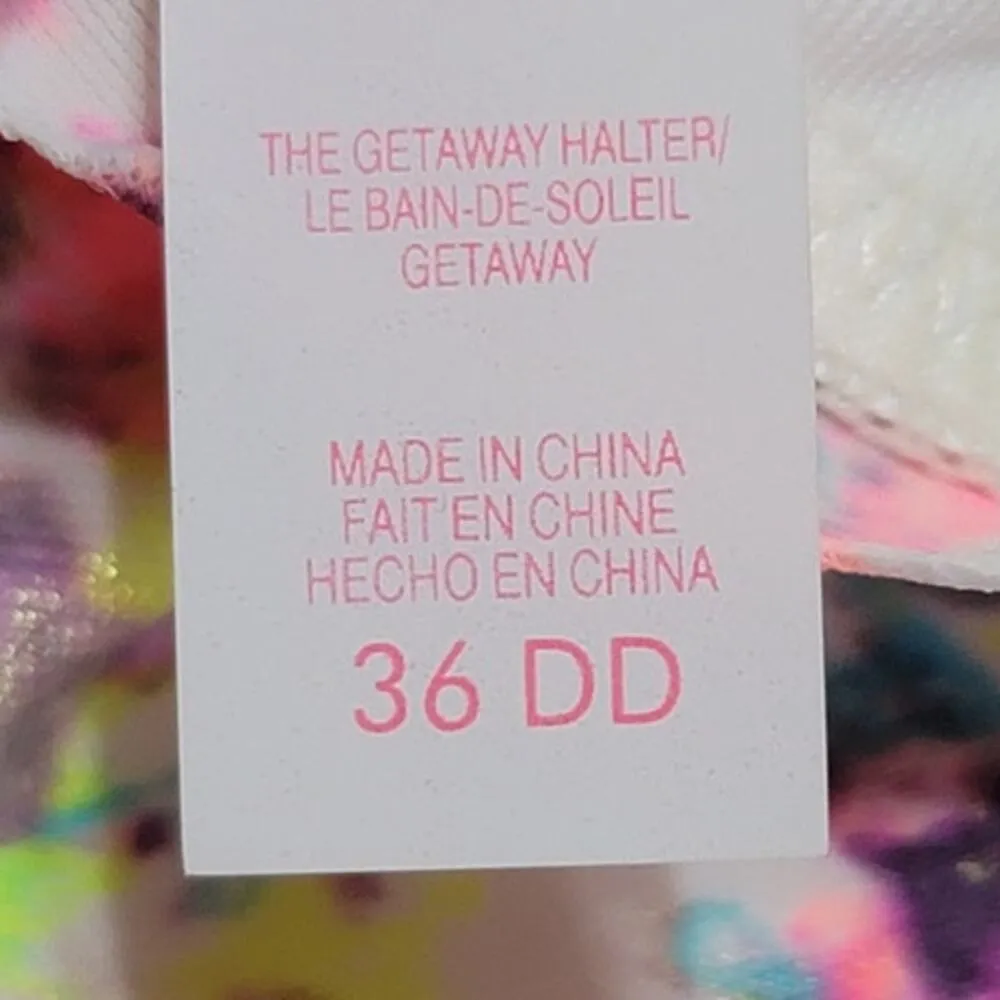 THE GETAWAY HALTER/
LE BAIN-DE-SOLEIL
GETAWAY
MADE IN CHINA
FAIT EN CHINE
HECHO EN CHINA
36 DD